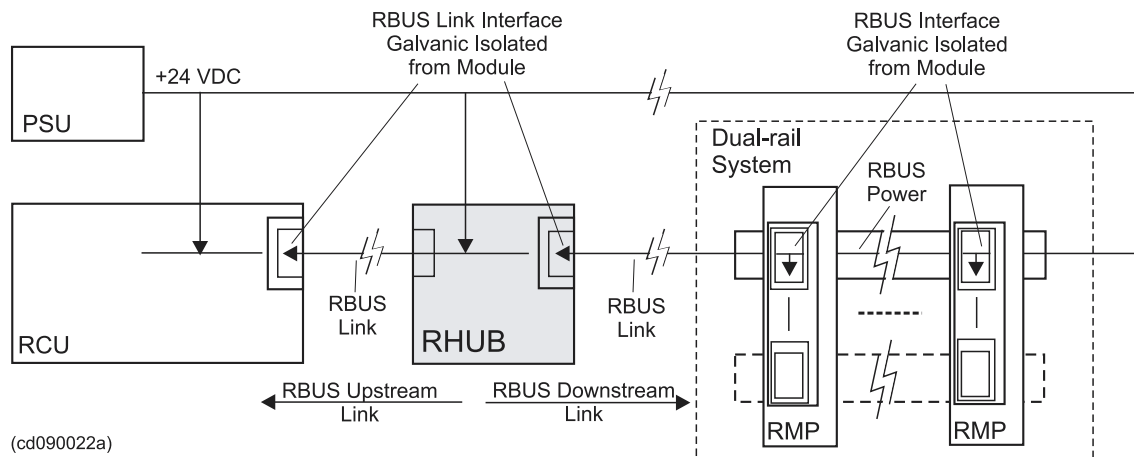 RBUS Link Interface
Galvanic Isolated
from Module
RBUS Interface
Galvanic Isolated
from Module
+24 VDC
PSU
Dual-rail
System
RBUS
Power
RBUS
Link
RBUS
Link
RCU
RHUB
RBUS Upstream
Link
RBUS Downstream
Link
RMP
RMP
(cd090022a)